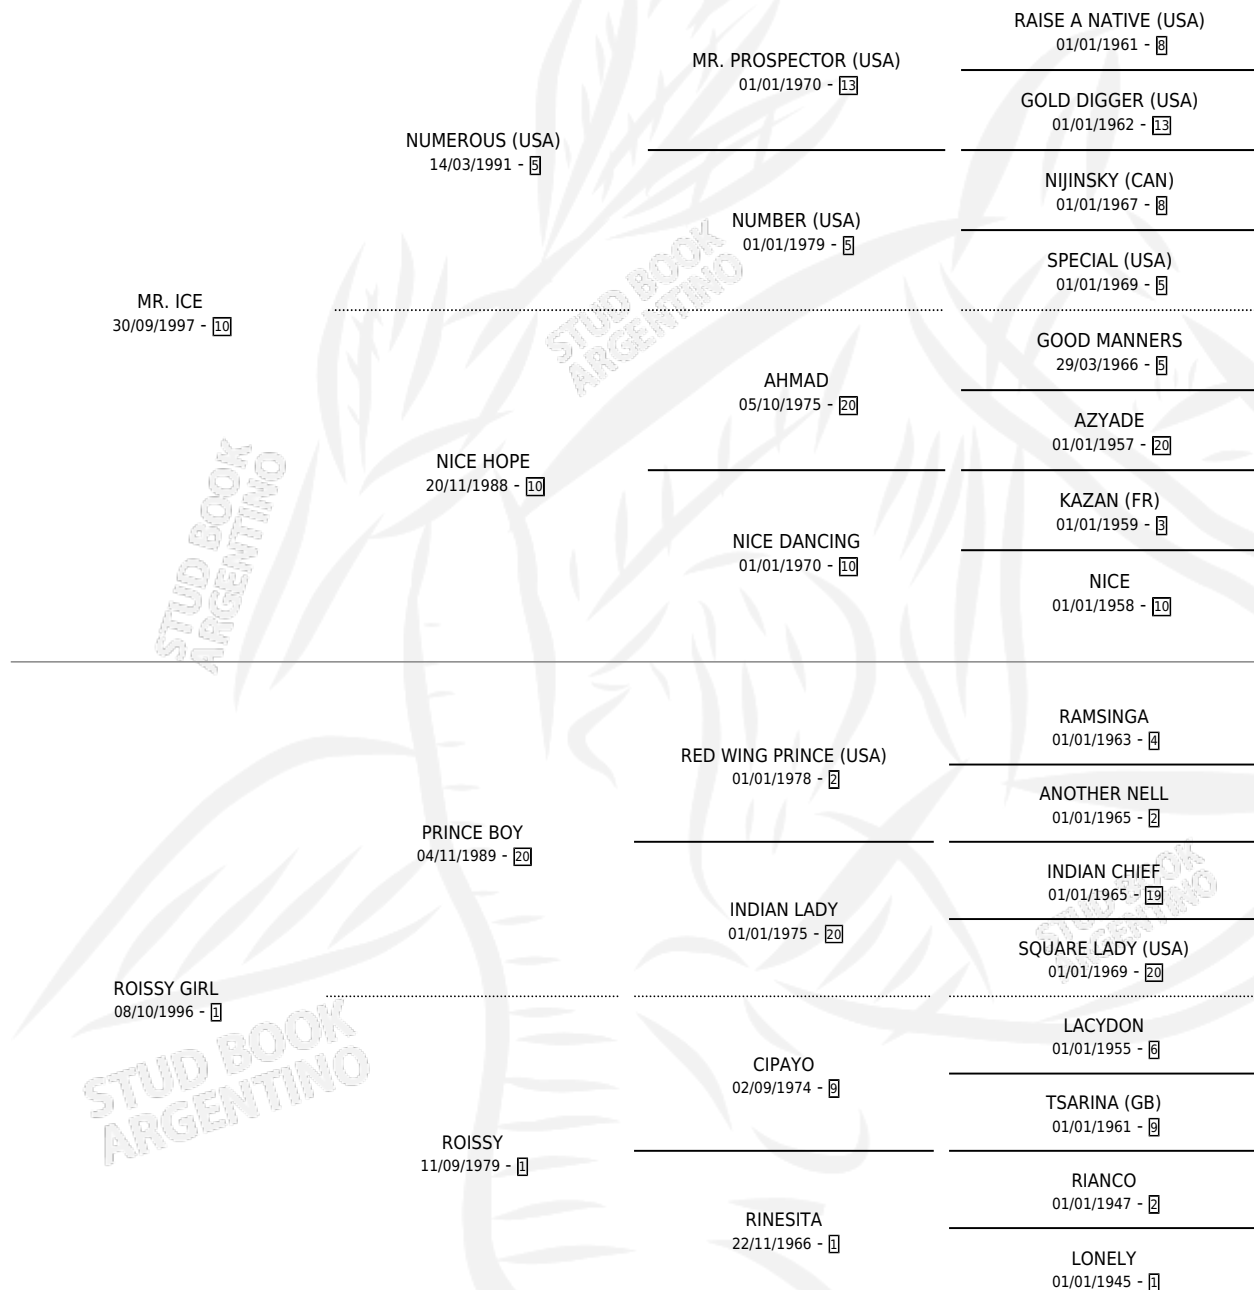 RAISE A NATIVE (USA)
01/01/1961 - 8
MR. PROSPECTOR (USA)
01/01/1970 - 13
GOLD DIGGER (USA)
01/01/1962 - 13
NUMEROUS (USA)
14/03/1991 - 5
NIJINSKY (CAN)
01/01/1967 - 8
NUMBER (USA)
01/01/1979 - 5
SPECIAL (USA)
01/01/1969 - 5
MR. ICE
30/09/1997 - 10
GOOD MANNERS
29/03/1966 - 5
AHMAD
05/10/1975 - 20
AZYADE
01/01/1957 - 20
NICE HOPE
20/11/1988 - 10
KAZAN (FR)
01/01/1959 - 3
NICE DANCING
01/01/1970 - 10
NICE
01/01/1958 - 10
RAMSINGA
01/01/1963 - 4
RED WING PRINCE (USA)
01/01/1978 - 2
ANOTHER NELL
01/01/1965 - 2
PRINCE BOY
04/11/1989 - 20
INDIAN CHIEF
01/01/1965 - 19
INDIAN LADY
01/01/1975 - 20
SQUARE LADY (USA)
01/01/1969 - 20
ROISSY GIRL
08/10/1996 - 1
LACYDON
01/01/1955 - 6
CIPAYO
02/09/1974 - 9
TSARINA (GB)
01/01/1961 - 9
ROISSY
11/09/1979 - 1
RIANCO
01/01/1947 - 2
RINESITA
22/11/1966 - 1
LONELY
01/01/1945 - 1
STUD BOOK
ARGENTINO
STUD BOOK
ARGENTINO
STUD BOOK
ARGENTINO
STUD BOOK
ARGENTINO